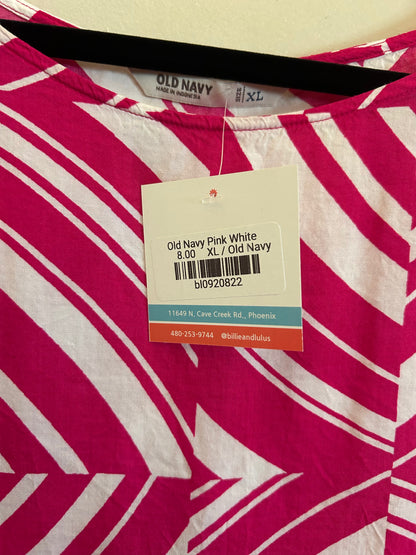 OLD NAVY
MADE IN INDONESIA
SIZE XL
Old Navy Pink White
8.00 XL / Old Navy
bl0920822
11649 N, Cave Creek Rd,, Phoenix
480-253-9744 @billieandlulus